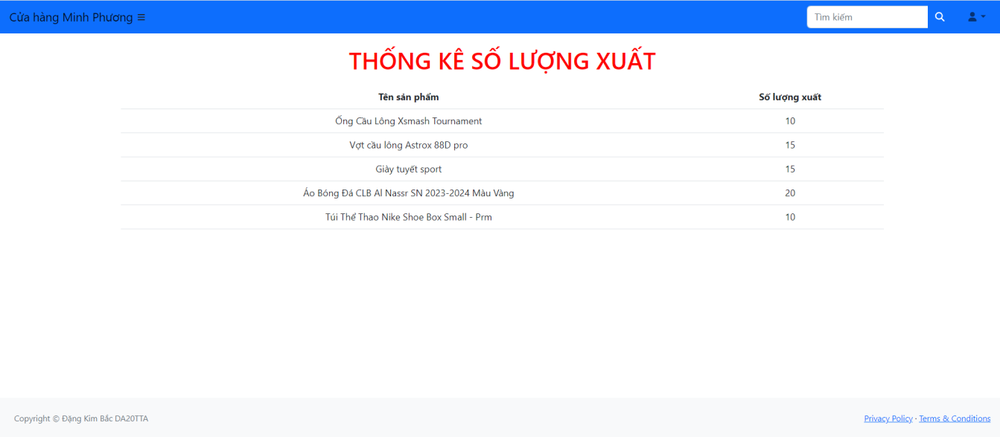 Cửa hàng Minh Phương
Tìm kiếm
THỐNG KÊ SỐ LƯỢNG XUẤT
Tên sản phẩm Số lượng xuất
Ống Cầu Lông Xsmash Tournament 10
Vợt cầu lông Astrox 88D pro 15
Giày tuyết sport 15
Áo Bóng Đá CLB Al Nassr SN 2023-2024 Màu Vàng 20
Túi Thể Thao Nike Shoe Box Small - Prm 10
Copyright © Đặng Kim Bắc DA20TTA Privacy Policy · Terms & Conditions